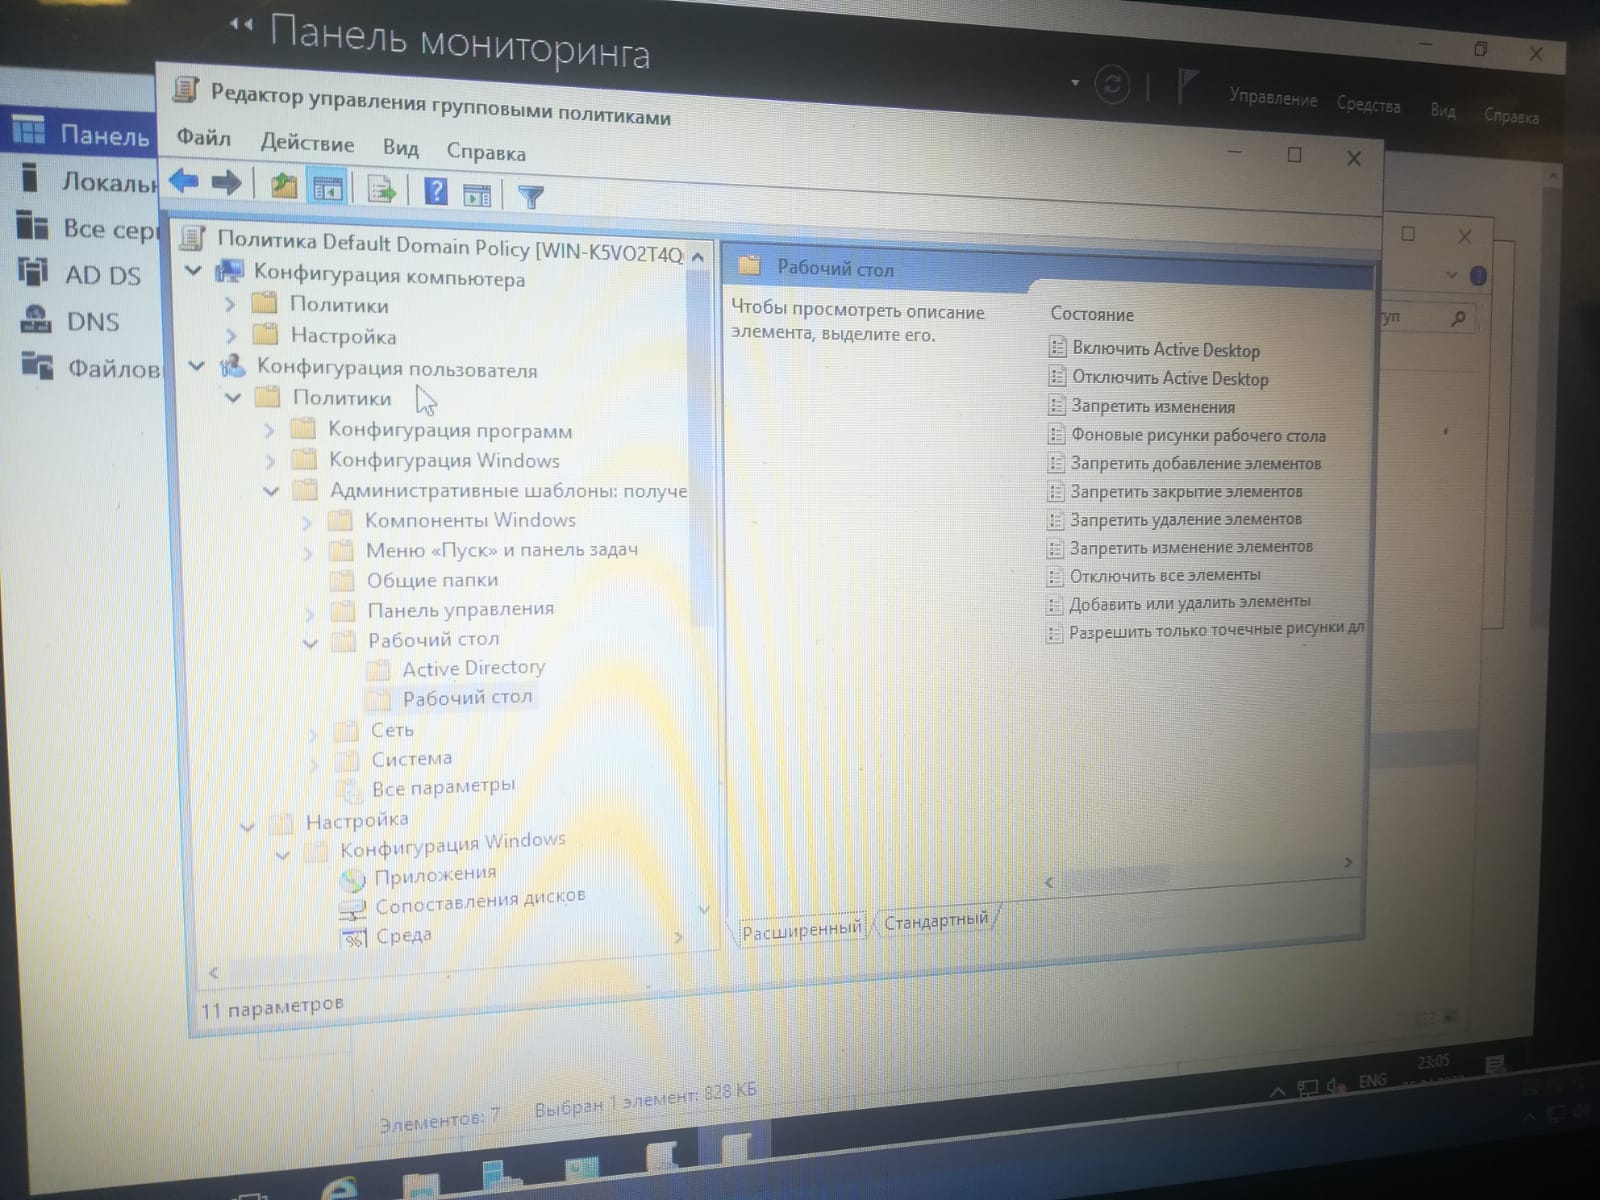 Панель мониторинга
Управление Средства Вид Справка
Редактор управления групповыми политиками
Файл Действие Вид Справка
Панель
Локальн
Все сер
AD DS
DNS
Файлов
Политика Default Domain Policy [WIN-K5VO2T4Q
Конфигурация компьютера
Политики
Настройка
Конфигурация пользователя
Политики
Конфигурация программ
Конфигурация Windows
Административные шаблоны: получе
Компоненты Windows
Меню «Пуск» и панель задач
Общие папки
Панель управления
Рабочий стол
Active Directory
Рабочий стол
Сеть
Система
Все параметры
Настройка
Конфигурация Windows
Приложения
Сопоставления дисков
Среда
11 параметров
Рабочий стол
Чтобы просмотреть описание
элемента, выделите его.
Состояние
Включить Active Desktop
Отключить Active Desktop
Запретить изменения
Фоновые рисунки рабочего стола
Запретить добавление элементов
Запретить закрытие элементов
Запретить удаление элементов
Запретить изменение элементов
Отключить все элементы
Добавить или удалить элементы
Разрешить только точечные рисунки дл
Расширенный Стандартный
уп
Элементов: 7 Выбран 1 элемент: 828 КБ
ENG
23:05